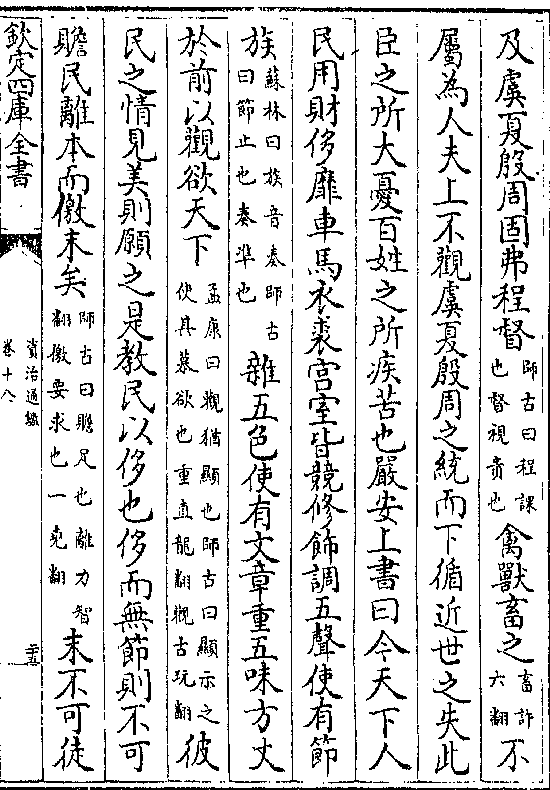 及虞夏殷周固弗程督師古曰程課也督視責也禽獸畜之畜許六翻不
屬為人夫上不觀虞夏殷周之統而下循近世之失此
臣之所大憂百姓之所疾苦也嚴安上書曰今天下人
民用財侈靡車馬衣裘宫室皆競修飾調五聲使有節
族蘇林曰族音奏師古曰節止也奏準也雜五色使有文章重五味方丈
於前以觀欲天下孟康曰觀猶顯也師古曰顯示之使其慕欲也重直龍翻觀古玩翻彼
民之情見美則願之是教民以侈也侈而無節則不可
贍民離本而儌末矣師古曰贍足也離力智翻儌要求也一堯翻末不可徒
欽定四庫全書
資治通鑑
卷十八
二十五